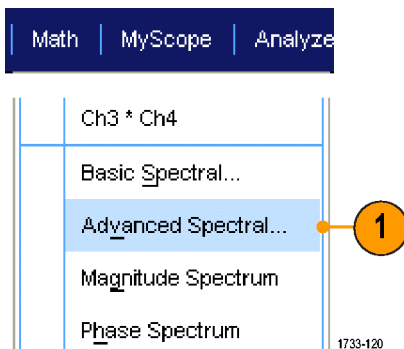 Math MyScope Analyze
Ch3 * Ch4
Basic Spectral...
Advanced Spectral...
1
Magnitude Spectrum
Phase Spectrum
1733-120